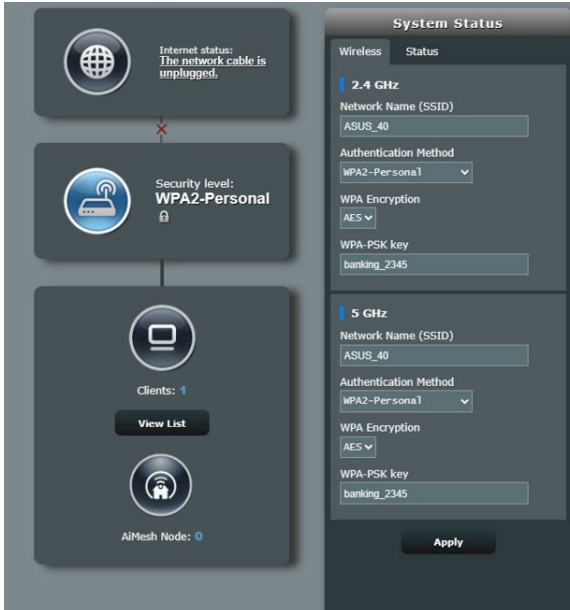 Internet status:
The network cable is
unplugged.
Security level:
WPA2-Personal
Clients: 1
View List
AiMesh Node: 0
System Status
Wireless Status
2.4 GHz
Network Name (SSID)
ASUS_40
Authentication Method
WPA2-Personal
WPA Encryption
AES
WPA-PSK key
banking_2345
5 GHz
Network Name (SSID)
ASUS_40
Authentication Method
WPA2-Personal
WPA Encryption
AES
WPA-PSK key
banking_2345
Apply